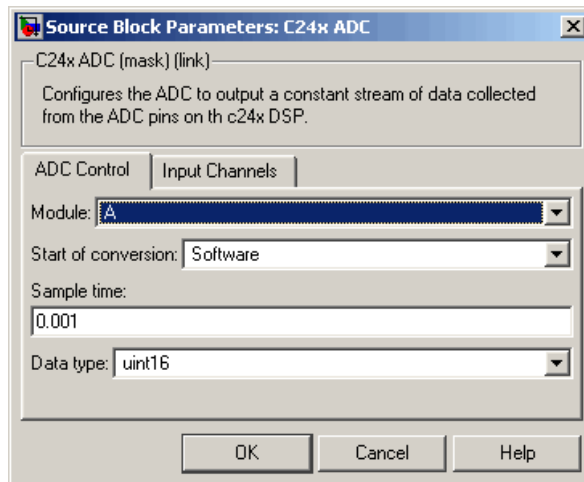 Source Block Parameters: C24x ADC
C24x ADC (mask) (link)
Configures the ADC to output a constant stream of data collected
from the ADC pins on th c24x DSP.
ADC Control Input Channels
Module: A
Start of conversion: Software
Sample time:
0.001
Data type: uint16
OK Cancel Help